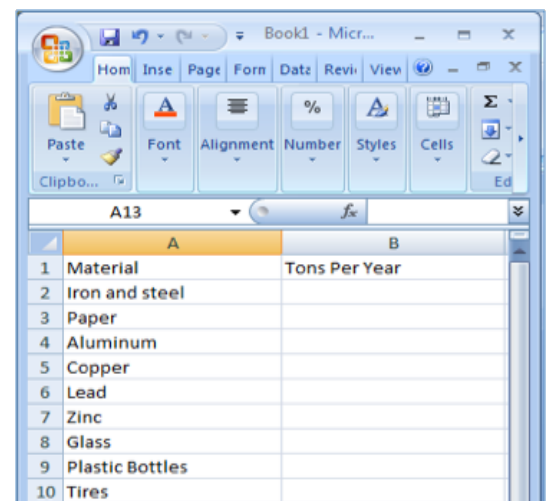 Book1 - Micr...
Hom Inse Page Forn Data Revi View
Paste Font Alignment Number Styles Cells
% Σ
Clipbo... Ed
A13 fx
A B
1 Material Tons Per Year
2 Iron and steel
3 Paper
4 Aluminum
5 Copper
6 Lead
7 Zinc
8 Glass
9 Plastic Bottles
10 Tires